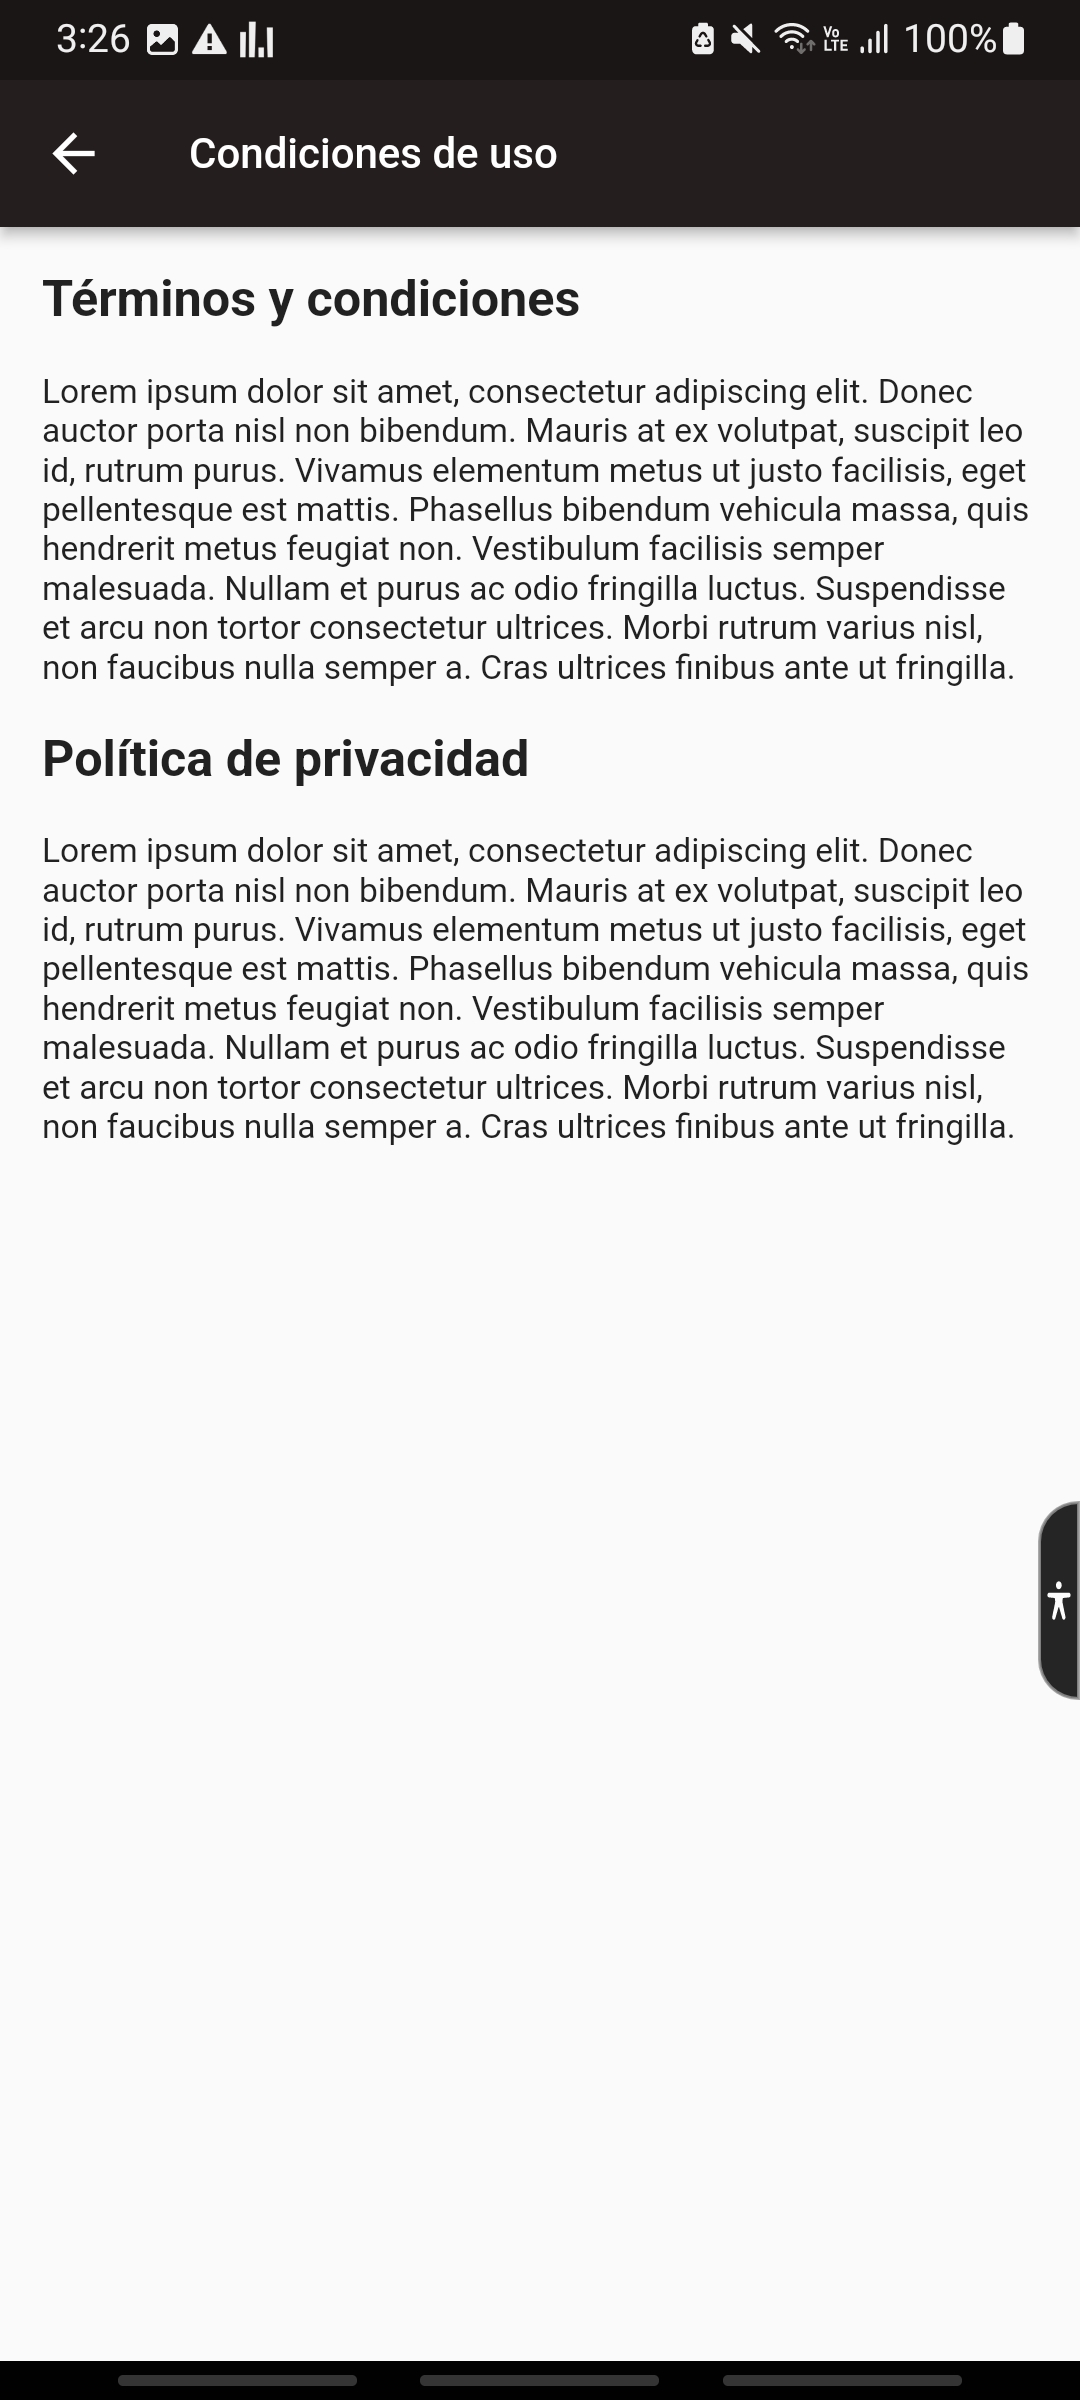 3:26
Vo
LTE
100%
Condiciones de uso
Términos y condiciones
Lorem ipsum dolor sit amet, consectetur adipiscing elit. Donec
auctor porta nisl non bibendum. Mauris at ex volutpat, suscipit leo
id, rutrum purus. Vivamus elementum metus ut justo facilisis, eget
pellentesque est mattis. Phasellus bibendum vehicula massa, quis
hendrerit metus feugiat non. Vestibulum facilisis semper
malesuada. Nullam et purus ac odio fringilla luctus. Suspendisse
et arcu non tortor consectetur ultrices. Morbi rutrum varius nisl,
non faucibus nulla semper a. Cras ultrices finibus ante ut fringilla.
Política de privacidad
Lorem ipsum dolor sit amet, consectetur adipiscing elit. Donec
auctor porta nisl non bibendum. Mauris at ex volutpat, suscipit leo
id, rutrum purus. Vivamus elementum metus ut justo facilisis, eget
pellentesque est mattis. Phasellus bibendum vehicula massa, quis
hendrerit metus feugiat non. Vestibulum facilisis semper
malesuada. Nullam et purus ac odio fringilla luctus. Suspendisse
et arcu non tortor consectetur ultrices. Morbi rutrum varius nisl,
non faucibus nulla semper a. Cras ultrices finibus ante ut fringilla.